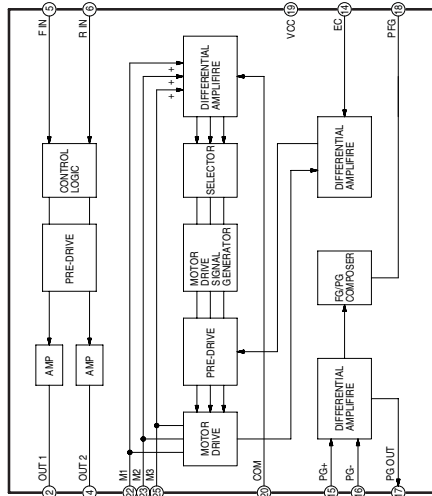 2
OUT 1
AMP
PRE-DRIVE
CONTROL
LOGIC
F IN
5
4
OUT 2
AMP
R IN
6
22
M1
M2
M3
MOTOR
DRIVE
PRE-DRIVE
MOTOR
DRIVE
SIGNAL
GENERATOR
SELECTOR
+
+
+
DIFFERENTIAL
AMPLIFIRE
20
COM
VCC
19
DIFFERENTIAL
AMPLIFIRE
EC
14
15
PG+
16
PG-
DIFFERENTIAL
AMPLIFIRE
FG/PG
COMPOSER
PFG
18
17
PG OUT